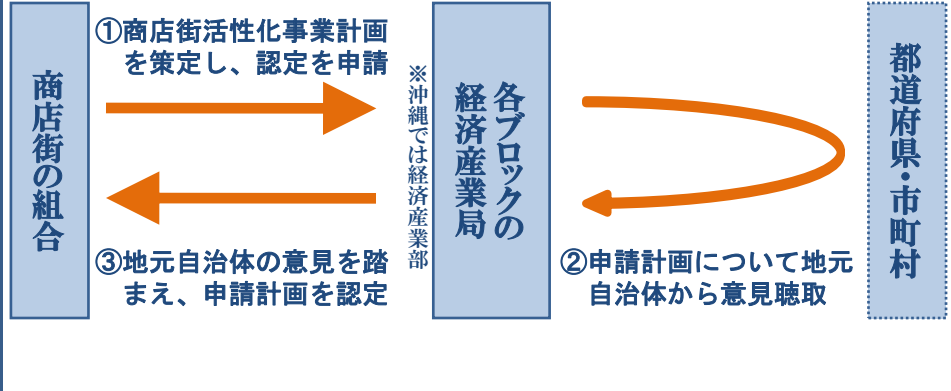 ①商店街活性化事業計画
を策定し、認定を申請
商店街の組合
※沖縄では経済産業部
各ブロックの
経済産業局
都道府県・市町村
③地元自治体の意見を踏
まえ、申請計画を認定
②申請計画について地元
自治体から意見聴取